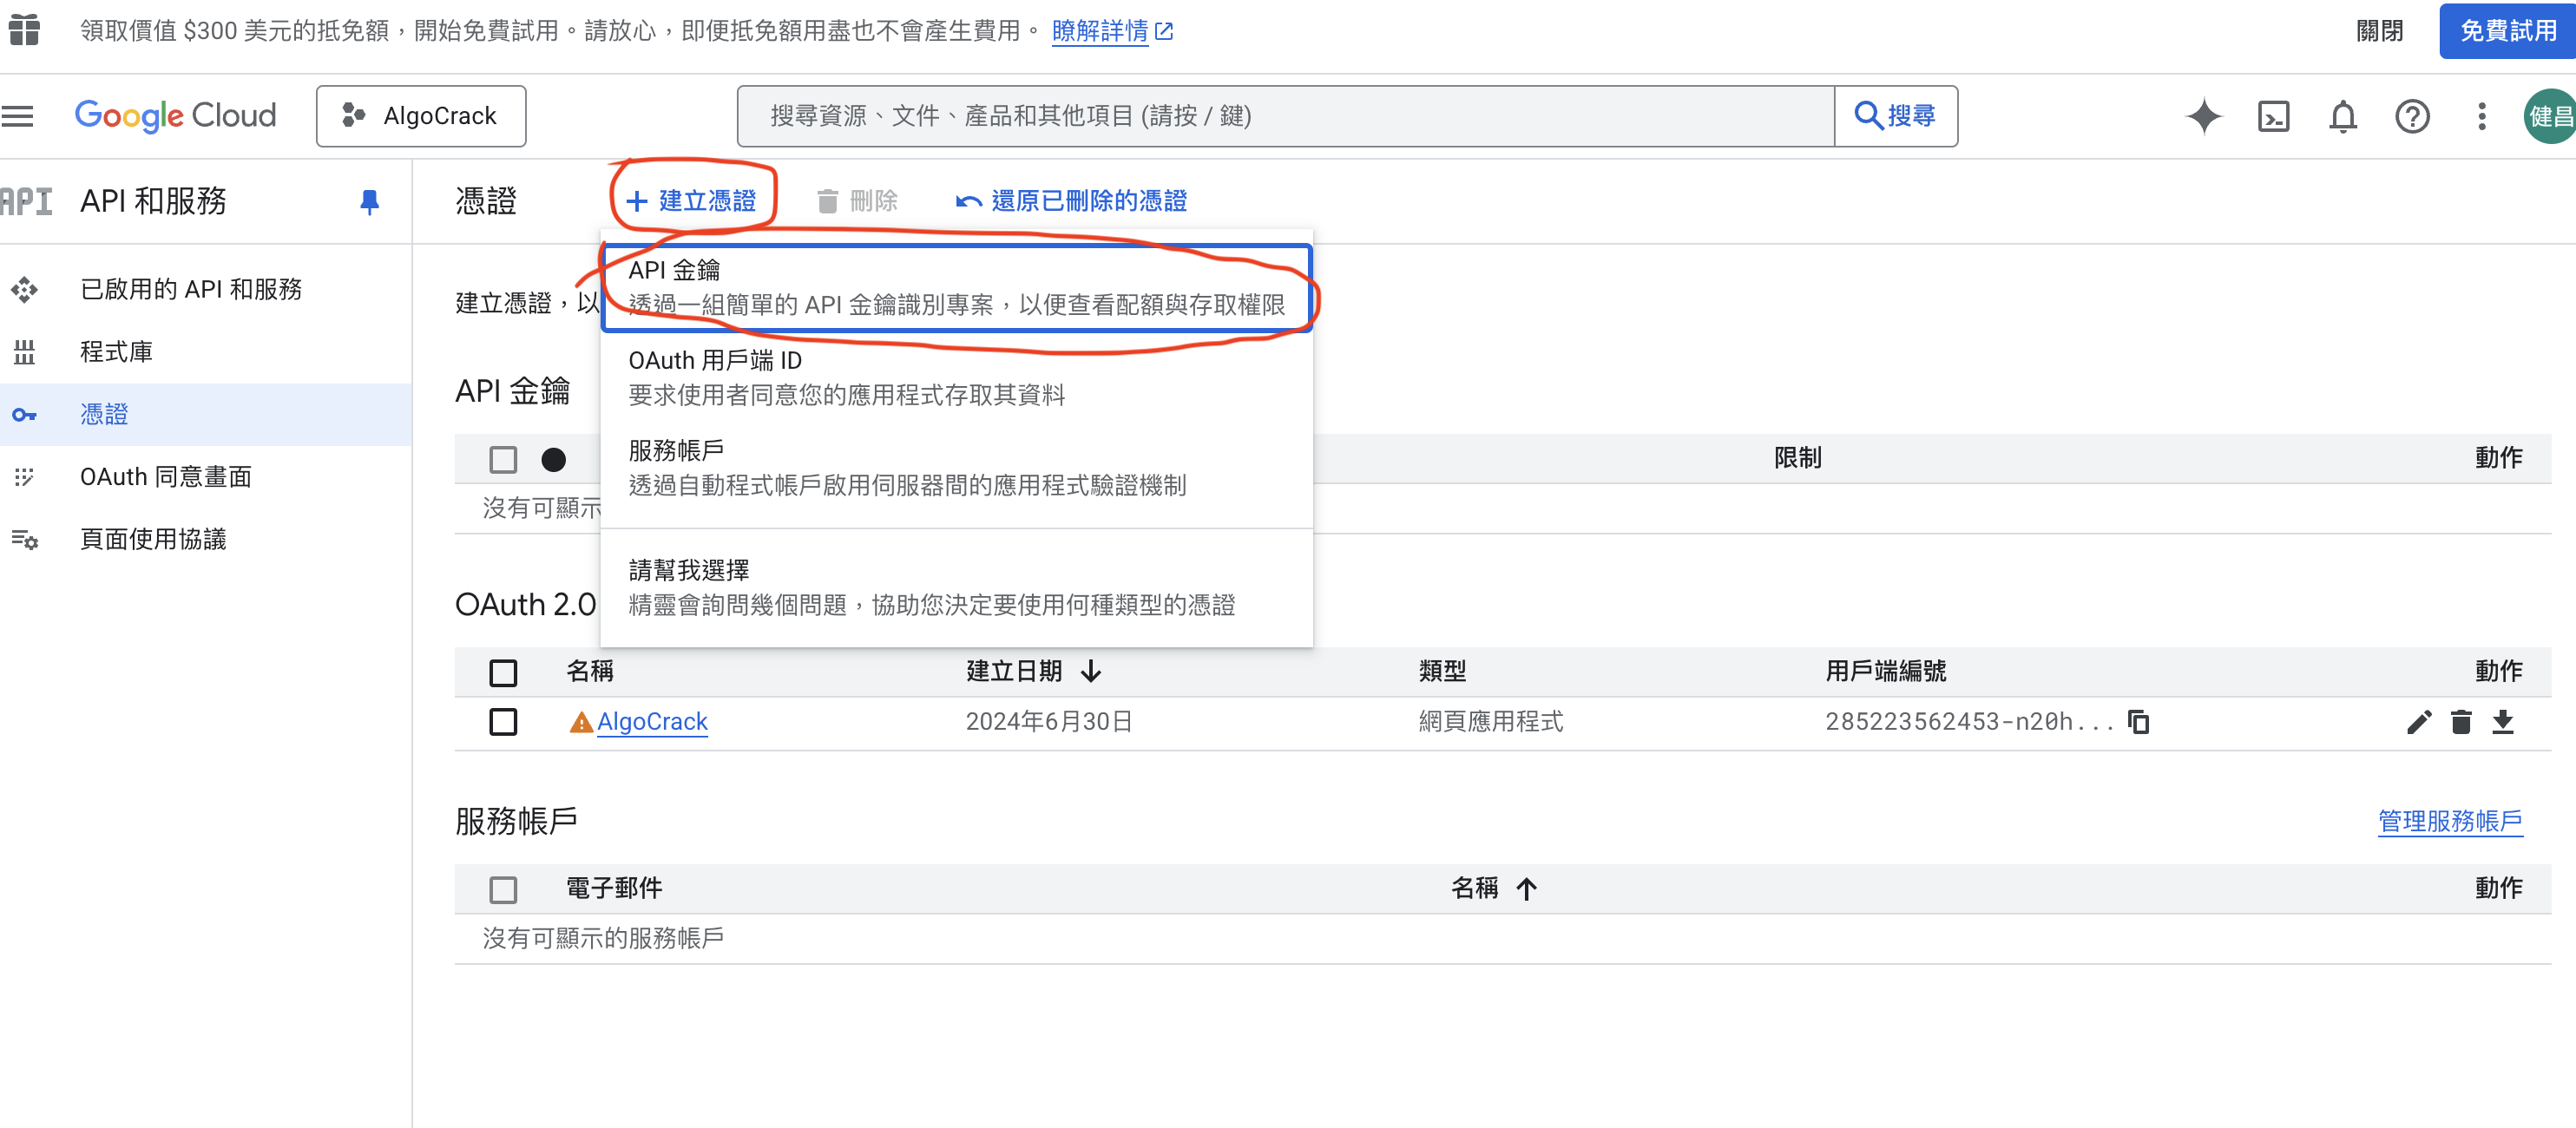 領取價值 $300 美元的抵免額，開始免費試用。請放心，即便抵免額用盡也不會產生費用。 瞭解詳情
關閉
免費試用
Google Cloud
AlgoCrack
搜尋資源、文件、產品和其他項目 (請按 / 鍵)
搜尋
健昌
API
API 和服務
憑證
建立憑證
刪除
還原已刪除的憑證
已啟用的 API 和服務
程式庫
憑證
OAuth 同意畫面
頁面使用協議
建立憑證，以
API 金鑰
透過一組簡單的 API 金鑰識別專案，以便查看配額與存取權限
OAuth 用戶端 ID
要求使用者同意您的應用程式存取其資料
服務帳戶
透過自動程式帳戶啟用伺服器間的應用程式驗證機制
請幫我選擇
精靈會詢問幾個問題，協助您決定要使用何種類型的憑證
API 金鑰
限制
動作
沒有可顯示
OAuth 2.0
名稱
建立日期
類型
用戶端編號
動作
AlgoCrack
2024年6月30日
網頁應用程式
285223562453-n20h...
服務帳戶
管理服務帳戶
電子郵件
名稱
動作
沒有可顯示的服務帳戶